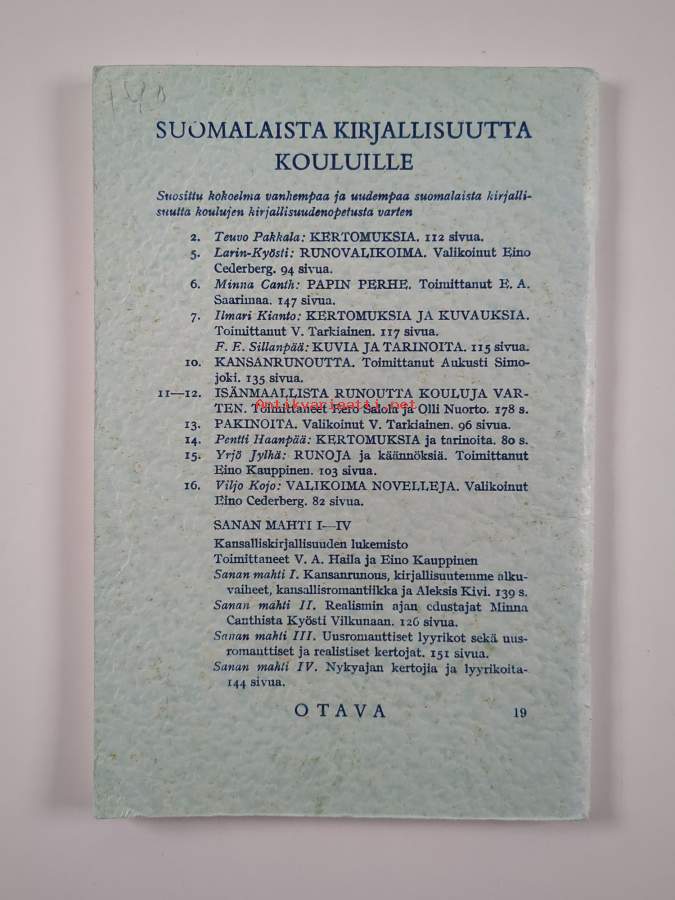 SUOMALAISTA KIRJALLISUUTTA
KOULUILLE
Suosittu kokoelma vanhempaa ja uudempaa suomalaista kirjalli-
suutta koulujen kirjallisuudenopetusta varten
2. Teuvo Pakkala: KERTOMUKSIA. 112 sivua.
5. Larin-Kyösti: RUNOVALIKOIMA. Valikoinut Eino
Cederberg. 94 sivua.
6. Minna Canth: PAPIN PERHE. Toimittanut E. A.
Saarimaa. 147 sivua.
7. Ilmari Kianto: KERTOMUKSIA JA KUVAUKSIA.
Toimittanut V. Tarkiainen. 117 sivua.
F. E. Sillanpää: KUVIA JA TARINOITA. 115 sivua.
10. KANSANRUNOUTTA. Toimittanut Aukusti Simo-
joki. 135 sivua.
11—12. ISÄNMAALLISTA RUNOUTTA KOULUJA VAR-
TEN. Toimittaneet Eero Salola ja Olli Nuorto. 178 s.
Antikvariaatti.net
13. PAKINOITA. Valikoinut V. Tarkiainen. 96 sivua.
14. Pentti Haanpää: KERTOMUKSIA ja tarinoita. 80 s.
15. Yrjö Jylhä: RUNOJA ja käännöksiä. Toimittanut
Eino Kauppinen. 103 sivua.
16. Viljo Kojo: VALIKOIMA NOVELLEJA. Valikoinut
Eino Cederberg. 82 sivua.
SANAN MAHTI I—IV
Kansalliskirjallisuuden lukemisto
Toimittaneet V. A. Haila ja Eino Kauppinen
Sanan mahti I. Kansanrunous, kirjallisuutemme alku-
vaiheet, kansallisromantiikka ja Aleksis Kivi. 139 s.
Sanan mahti II. Realismin ajan edustajat Minna
Canthista Kyösti Vilkunaan. 126 sivua.
Sanan mahti III. Uusromanttiset lyyrikot sekä uus-
romanttiset ja realistiset kertojat. 151 sivua.
Sanan mahti IV. Nykyajan kertojia ja lyyrikoita-
144 sivua.
OTAVA 19